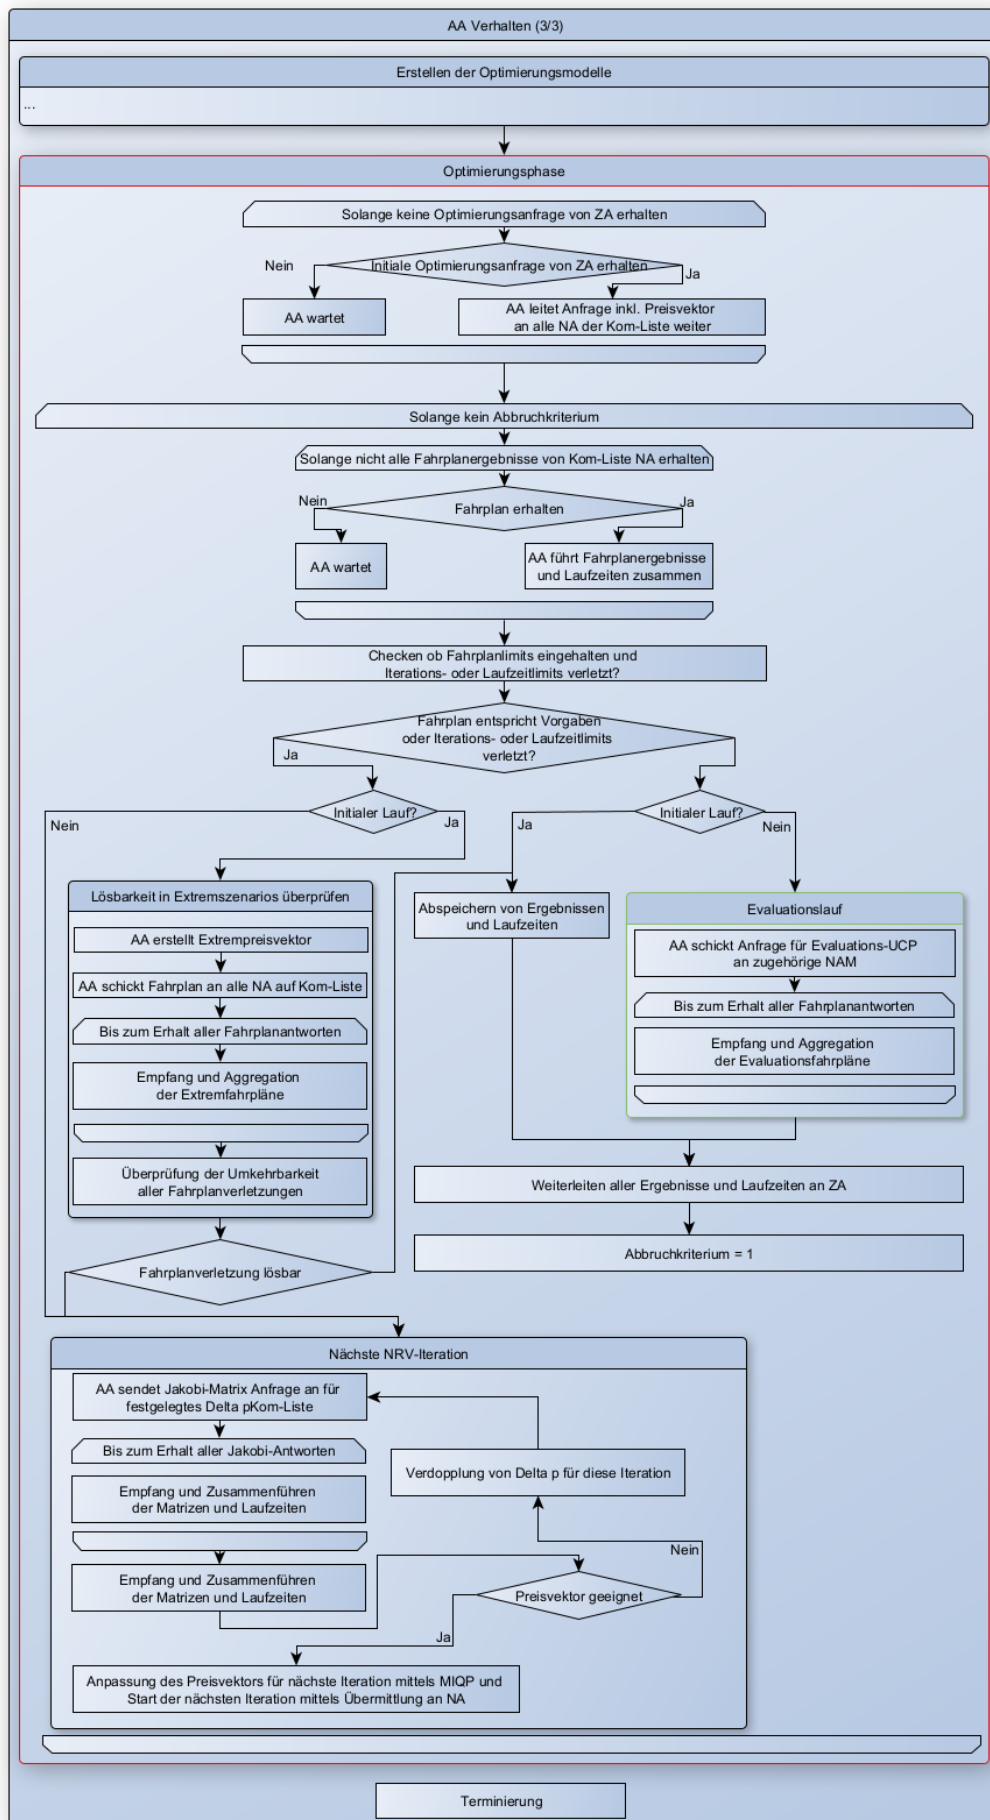 AA Verhalten (3/3)
Erstellen der Optimierungsmodelle
...
Optimierungsphase
Solange keine Optimierungsanfrage von ZA erhalten
Initiale Optimierungsanfrage von ZA erhalten
Nein
Ja
AA wartet
AA leitet Anfrage inkl. Preisvektor
an alle NA der Kom-Liste weiter
Solange kein Abbruchkriterium
Solange nicht alle Fahrplanergebnisse von Kom-Liste NA erhalten
Fahrplan erhalten
Nein
Ja
AA wartet
AA führt Fahrplanergebnisse
und Laufzeiten zusammen
Checken ob Fahrplanlimits eingehalten und
Iterations- oder Laufzeitlimits verletzt?
Fahrplan entspricht Vorgaben
oder Iterations- oder Laufzeitlimits
verletzt?
Ja
Initialer Lauf?
Nein
Ja
Initialer Lauf?
Ja
Nein
Lösbarkeit in Extremszenarios überprüfen
AA erstellt Extrempreisvektor
AA schickt Fahrplan an alle NA auf Kom-Liste
Bis zum Erhalt aller Fahrplanantworten
Empfang und Aggregation
der Extremfahrpläne
Überprüfung der Umkehrbarkeit
aller Fahrplanverletzungen
Fahrplanverletzung lösbar
Abspeichern von Ergebnissen
und Laufzeiten
Evaluationslauf
AA schickt Anfrage für Evaluations-UCP
an zugehörige NAM
Bis zum Erhalt aller Fahrplanantworten
Empfang und Aggregation
der Evaluationsfahrpläne
Weiterleiten aller Ergebnisse und Laufzeiten an ZA
Abbruchkriterium = 1
Nächste NRV-Iteration
AA sendet Jakobi-Matrix Anfrage an für
festgelegtes Delta pKom-Liste
Bis zum Erhalt aller Jakobi-Antworten
Empfang und Zusammenführen
der Matrizen und Laufzeiten
Empfang und Zusammenführen
der Matrizen und Laufzeiten
Verdopplung von Delta p für diese Iteration
Nein
Preisvektor geeignet
Ja
Anpassung des Preisvektors für nächste Iteration mittels MIQP und
Start der nächsten Iteration mittels Übermittlung an NA
Terminierung